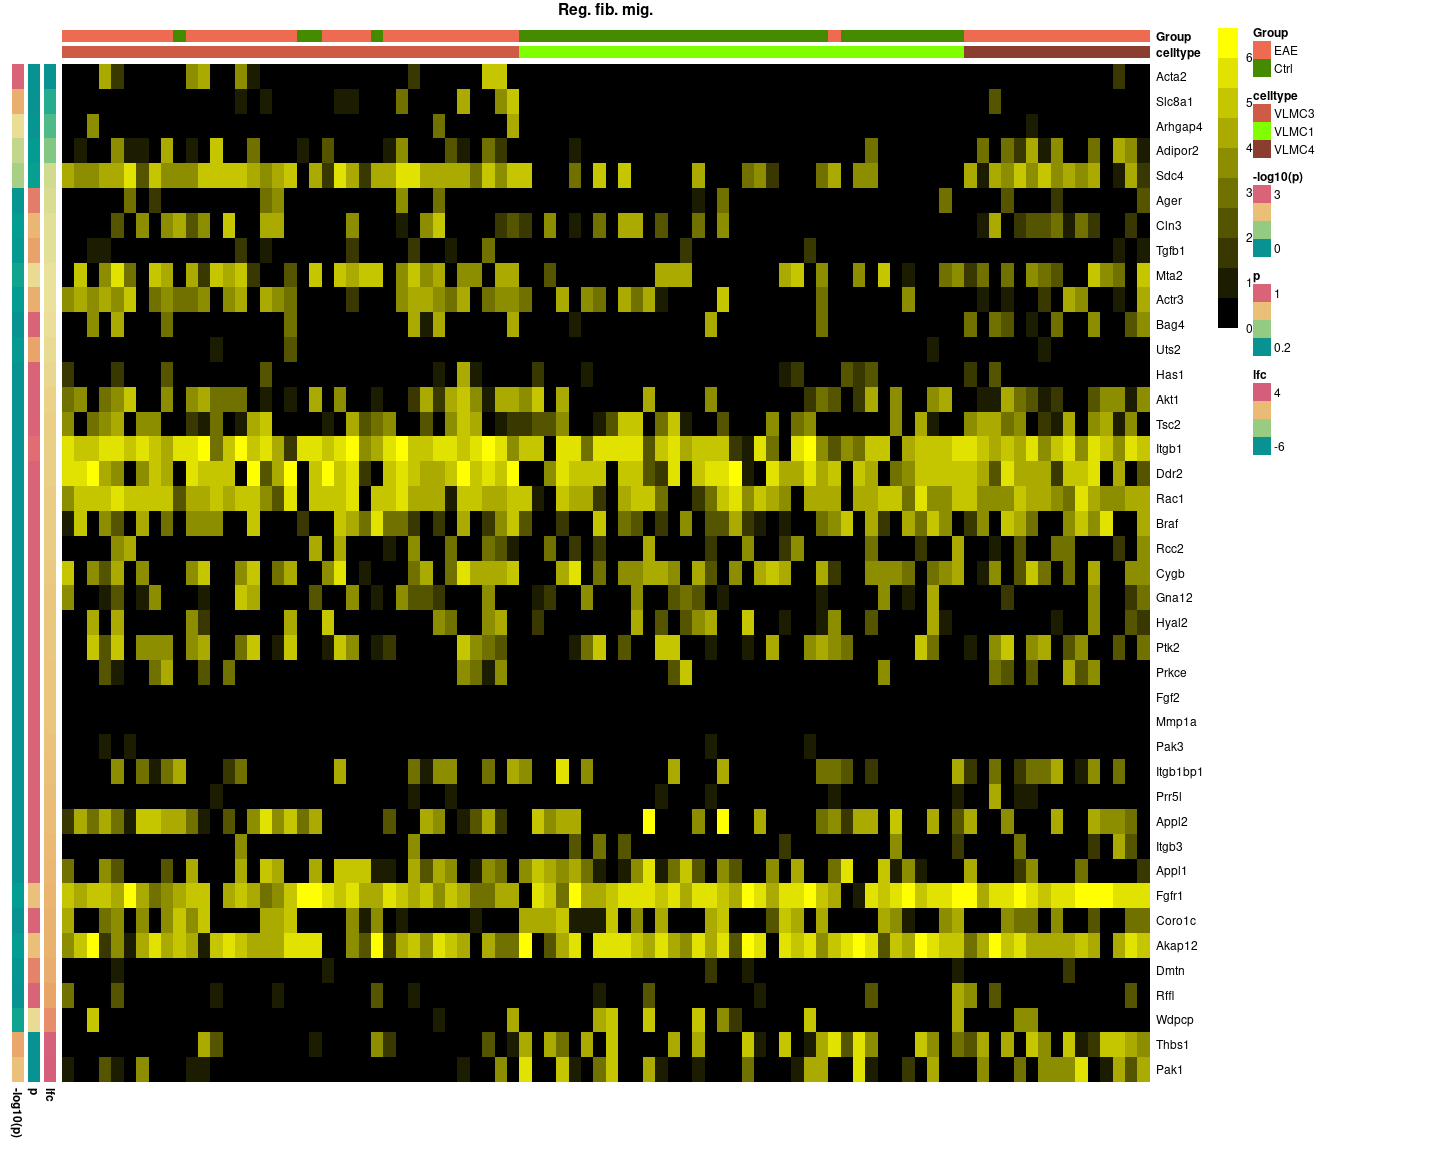 Reg. fib. mig.
Group
celltype
Acta2
Slc8a1
Arhgap4
Adipor2
Sdc4
Ager
Cln3
Tgfb1
Mta2
Actr3
Bag4
Uts2
Has1
Akt1
Tsc2
Itgb1
Ddr2
Rac1
Braf
Rcc2
Cygb
Gna12
Hyal2
Ptk2
Prkce
Fgf2
Mmp1a
Pak3
Itgb1bp1
Prr5l
Appl2
Itgb3
Appl1
Fgfr1
Coro1c
Akap12
Dmtn
Rffl
Wdpcp
Thbs1
Pak1
-log10(p)
p
lfc
6
5
4
3
2
1
0
Group
EAE
Ctrl
celltype
VLMC3
VLMC1
VLMC4
-log10(p)
3
0
p
1
0.2
lfc
4
-6